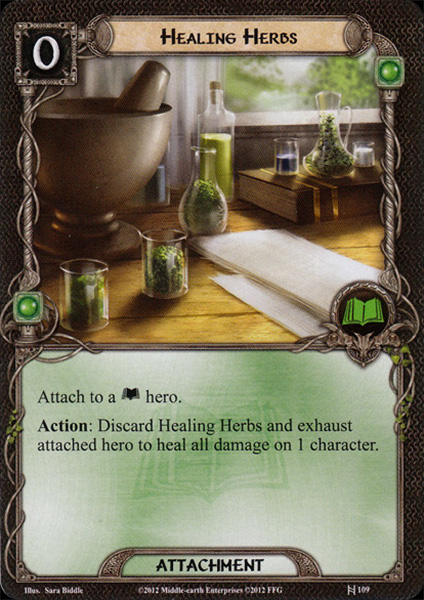 0
HEALING HERBS
Attach to a hero.
Action: Discard Healing Herbs and exhaust
attached hero to heal all damage on 1 character.
ATTACHMENT
Illus. Sara Biddle ©2012 Middle-earth Enterprises ©2012 FFG 109